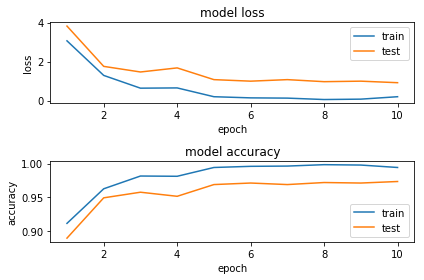 model loss
4
2
0
loss
train
test
2
4
6
8
10
epoch
model accuracy
1.00
0.95
0.90
accuracy
train
test
2
4
6
8
10
epoch